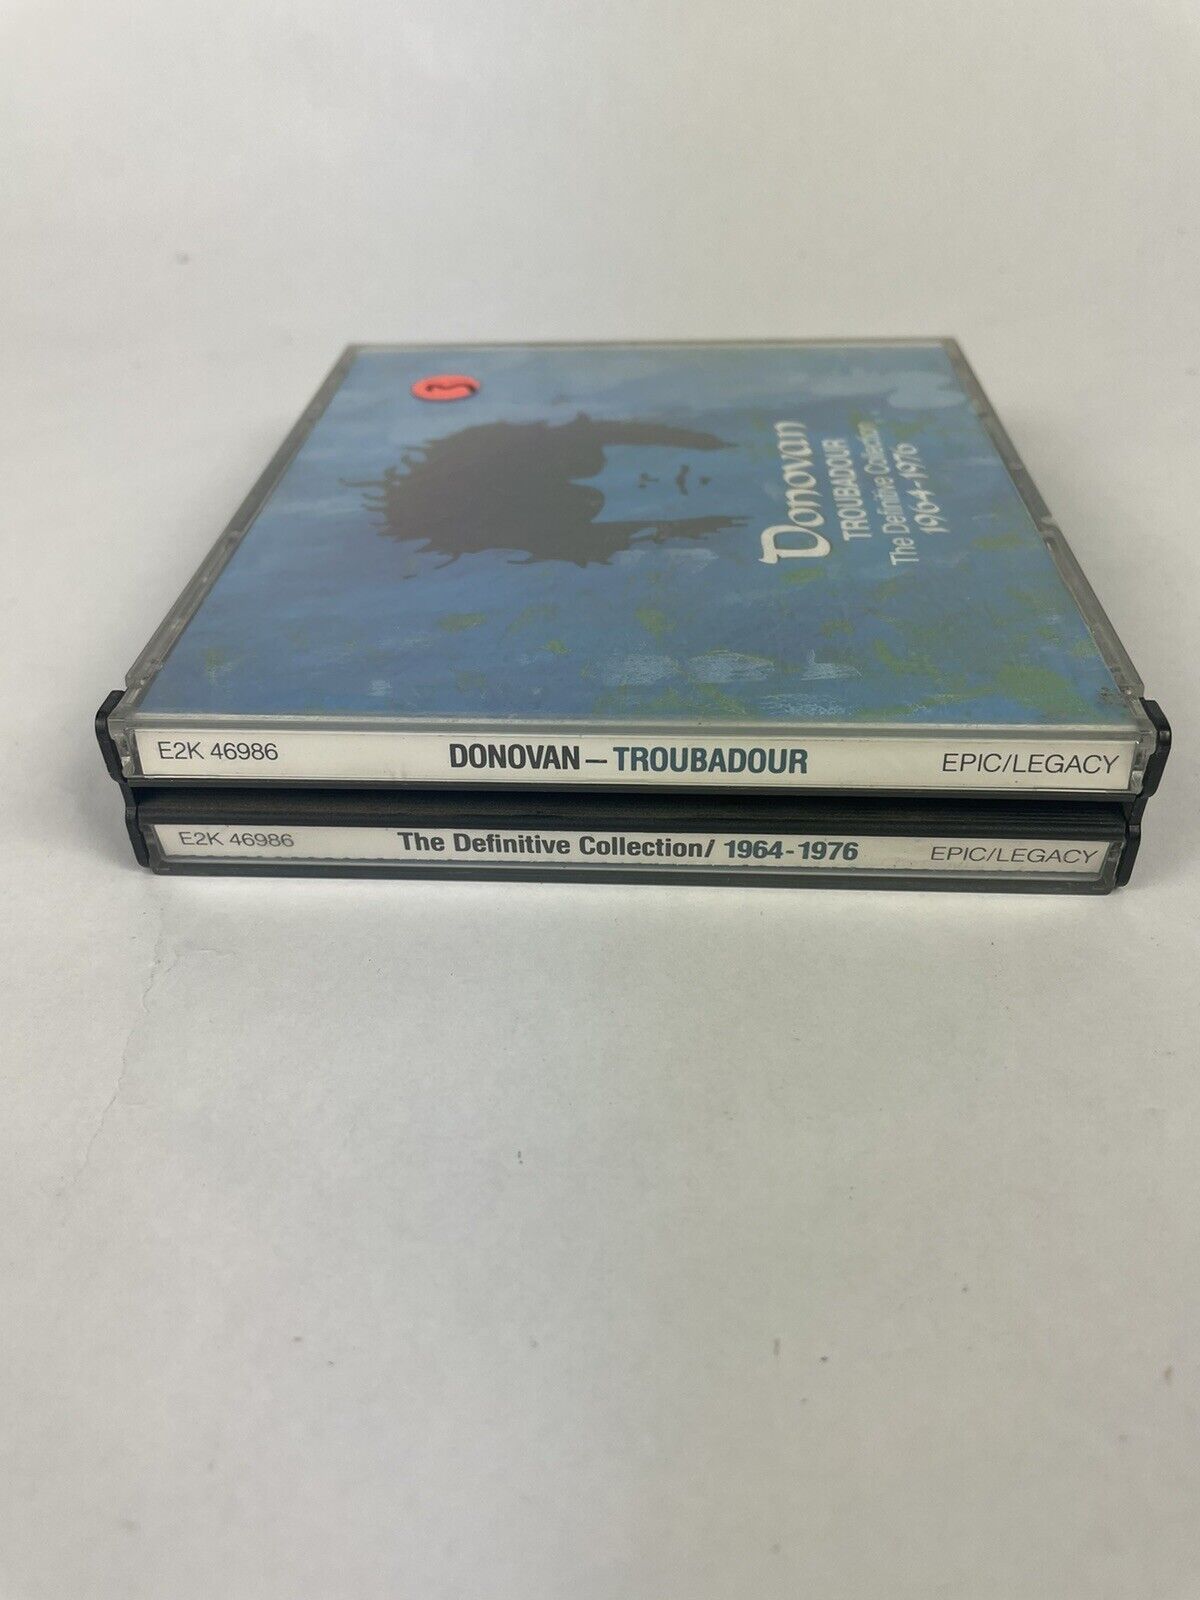 Donovan
TROUBADOUR
The Definitive Collection
1964-1976
E2K 46986 DONOVAN – TROUBADOUR EPIC/LEGACY
E2K 46986 The Definitive Collection/ 1964-1976 EPIC/LEGACY